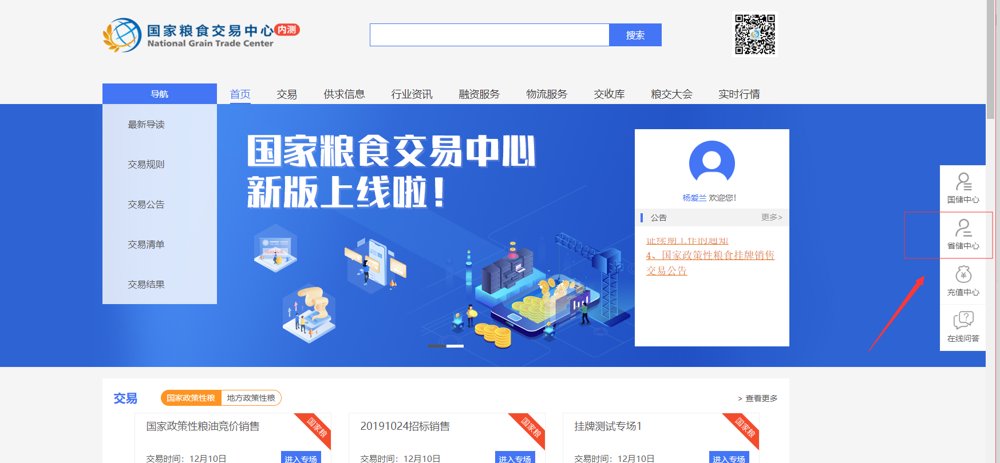 国家粮食交易中心 内测
National Grain Trade Center
搜索
导航
首页 交易 供求信息 行业资讯 融资服务 物流服务 交收库 粮交大会 实时行情
最新导读
交易规则
交易公告
交易清单
交易结果
国家粮食交易中心
新版上线啦！
杨爱兰 欢迎您!
公告 更多>
证续期工作的通知
4、国家政策性粮食挂牌销售
交易公告
国储中心
省储中心
充值中心
在线问答
交易 国家政策性粮 地方政策性粮 > 查看更多
国家政策性粮油竞价销售 国家粮
交易时间：12月10日 进入专场
20191024招标销售 国家粮
交易时间：12月10日 进入专场
挂牌测试专场1 国家粮
交易时间：12月10日 进入专场